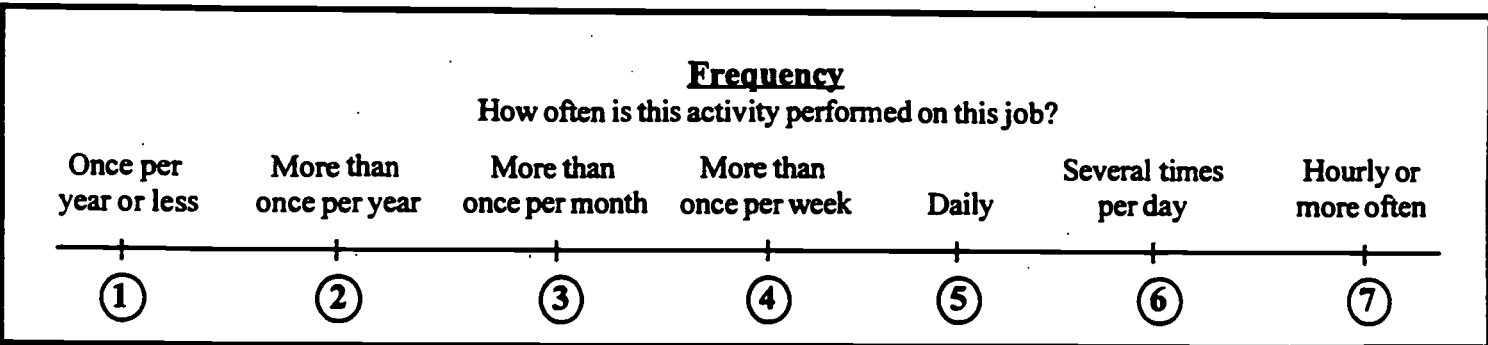 Frequency
How often is this activity performed on this job?
Once per
year or less
More than
once per year
More than
once per month
More than
once per week
Daily
Several times
per day
Hourly or
more often
1
2
3
4
5
6
7